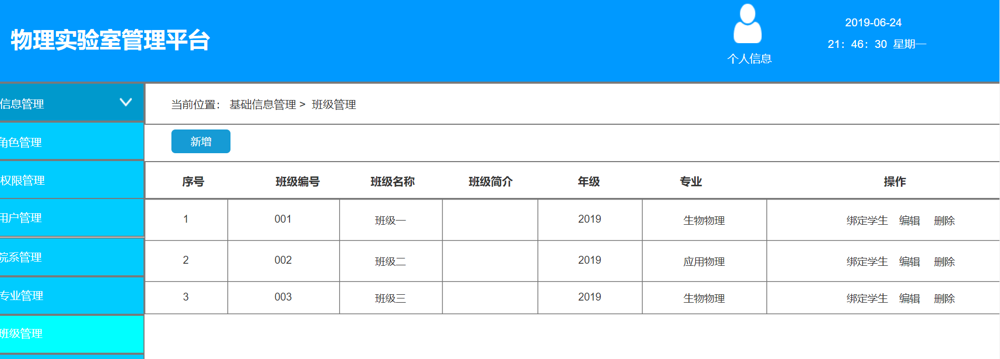 物理实验室管理平台
个人信息
2019-06-24
21：46：30 星期一
信息管理
角色管理
权限管理
用户管理
院系管理
专业管理
班级管理
当前位置： 基础信息管理 > 班级管理
新增
序号 班级编号 班级名称 班级简介 年级 专业 操作
1 001 班级一 2019 生物物理 绑定学生 编辑 删除
2 002 班级二 2019 应用物理 绑定学生 编辑 删除
3 003 班级三 2019 生物物理 绑定学生 编辑 删除